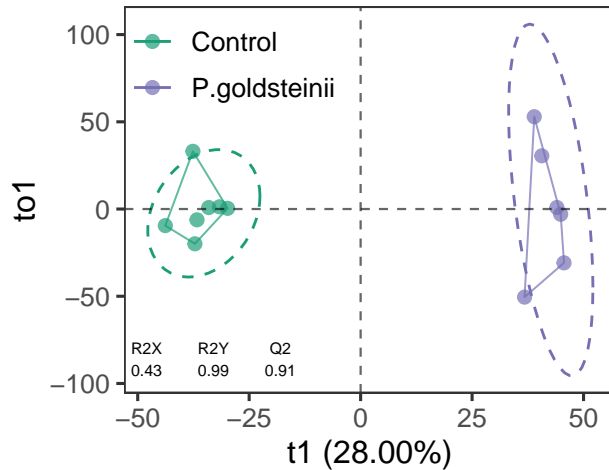 Control
P.goldsteinii
100
50
0
−50
−100
to1
R2X R2Y Q2
0.43 0.99 0.91
−50 −25 0 25 50
t1 (28.00%)